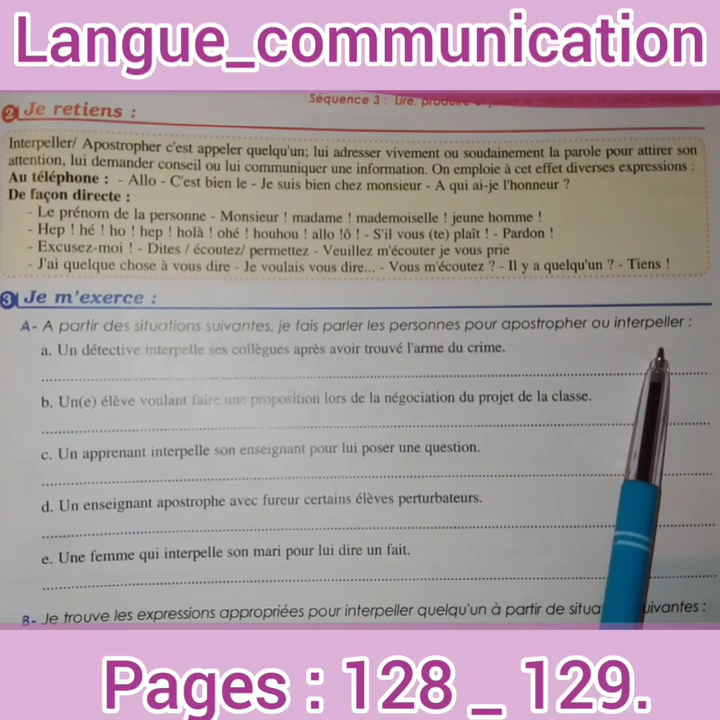 Langue_communication
Séquence 3 : Lire, produire
2 Je retiens :
Interpeller/ Apostropher c'est appeler quelqu'un; lui adresser vivement ou soudainement la parole pour attirer son
attention, lui demander conseil ou lui communiquer une information. On emploie à cet effet diverses expressions :
Au téléphone : - Allo - C'est bien le - Je suis bien chez monsieur - A qui ai-je l'honneur ?
De façon directe :
- Le prénom de la personne - Monsieur ! madame ! mademoiselle ! jeune homme !
- Hep ! hé ! ho ! hep ! holà ! ohé ! houhou ! allo !ô ! - S'il vous (te) plaît ! - Pardon !
- Excusez-moi ! - Dites / écoutez/ permettez - Veuillez m'écouter je vous prie
- J'ai quelque chose à vous dire - Je voulais vous dire... - Vous m'écoutez ? - Il y a quelqu'un ? - Tiens !
3 Je m'exerce :
A- A partir des situations suivantes, je fais parler les personnes pour apostropher ou interpeller :
a. Un détective interpelle ses collègues après avoir trouvé l'arme du crime.
b. Un(e) élève voulant faire une proposition lors de la négociation du projet de la classe.
c. Un apprenant interpelle son enseignant pour lui poser une question.
d. Un enseignant apostrophe avec fureur certains élèves perturbateurs.
e. Une femme qui interpelle son mari pour lui dire un fait.
B- Je trouve les expressions appropriées pour interpeller quelqu'un à partir de situa uivantes :
Pages : 128 _ 129.